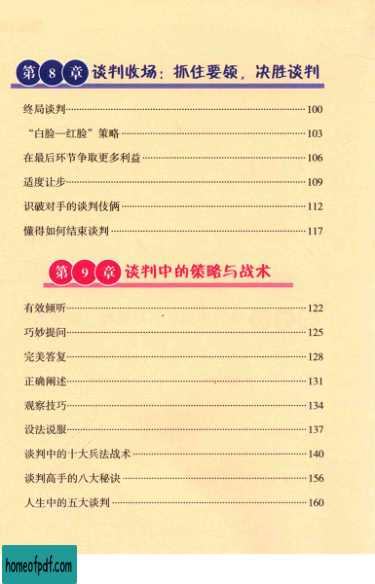 第8章 谈判收场：抓住要领，决胜谈判
终局谈判 100
“白脸—红脸”策略 103
在最后环节争取更多利益 106
适度让步 109
识破对手的谈判伎俩 112
懂得如何结束谈判 117
第9章 谈判中的策略与战术
有效倾听 122
巧妙提问 125
完美答复 128
正确阐述 131
观察技巧 134
设法说服 137
谈判中的十大兵法战术 140
谈判高手的八大秘诀 156
人生中的五大谈判 160
homeofpdf.com